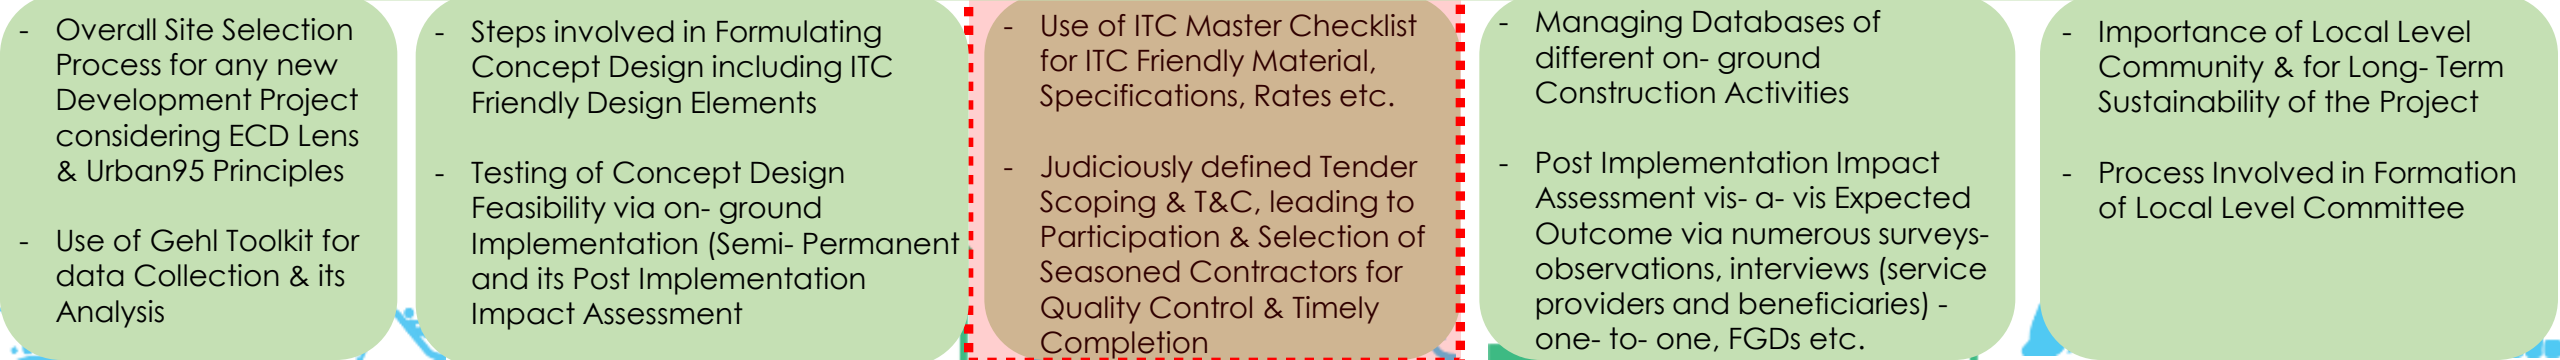 - Overall Site Selection
Process for any new
Development Project
considering ECD Lens
& Urban95 Principles
- Use of Gehl Toolkit for
data Collection & its
Analysis
- Steps involved in Formulating
Concept Design including ITC
Friendly Design Elements
- Testing of Concept Design
Feasibility via on- ground
Implementation (Semi- Permanent
and its Post Implementation
Impact Assessment
- Use of ITC Master Checklist
for ITC Friendly Material,
Specifications, Rates etc.
- Judiciously defined Tender
Scoping & T&C, leading to
Participation & Selection of
Seasoned Contractors for
Quality Control & Timely
Completion
- Managing Databases of
different on- ground
Construction Activities
- Post Implementation Impact
Assessment vis- a- vis Expected
Outcome via numerous surveys-
observations, interviews (service
providers and beneficiaries) -
one- to- one, FGDs etc.
- Importance of Local Level
Community & for Long- Term
Sustainability of the Project
- Process Involved in Formation
of Local Level Committee